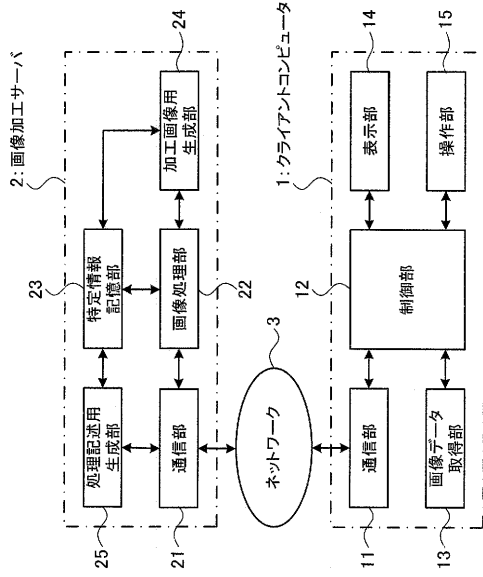 2:画像加工サーバ
25
処理記述用
生成部
23
特定情報
記憶部
21
通信部
22
画像処理部
24
加工画像用
生成部
3
ネットワーク
1:クライアントコンピュータ
11
通信部
12
制御部
14
表示部
13
画像データ
取得部
15
操作部